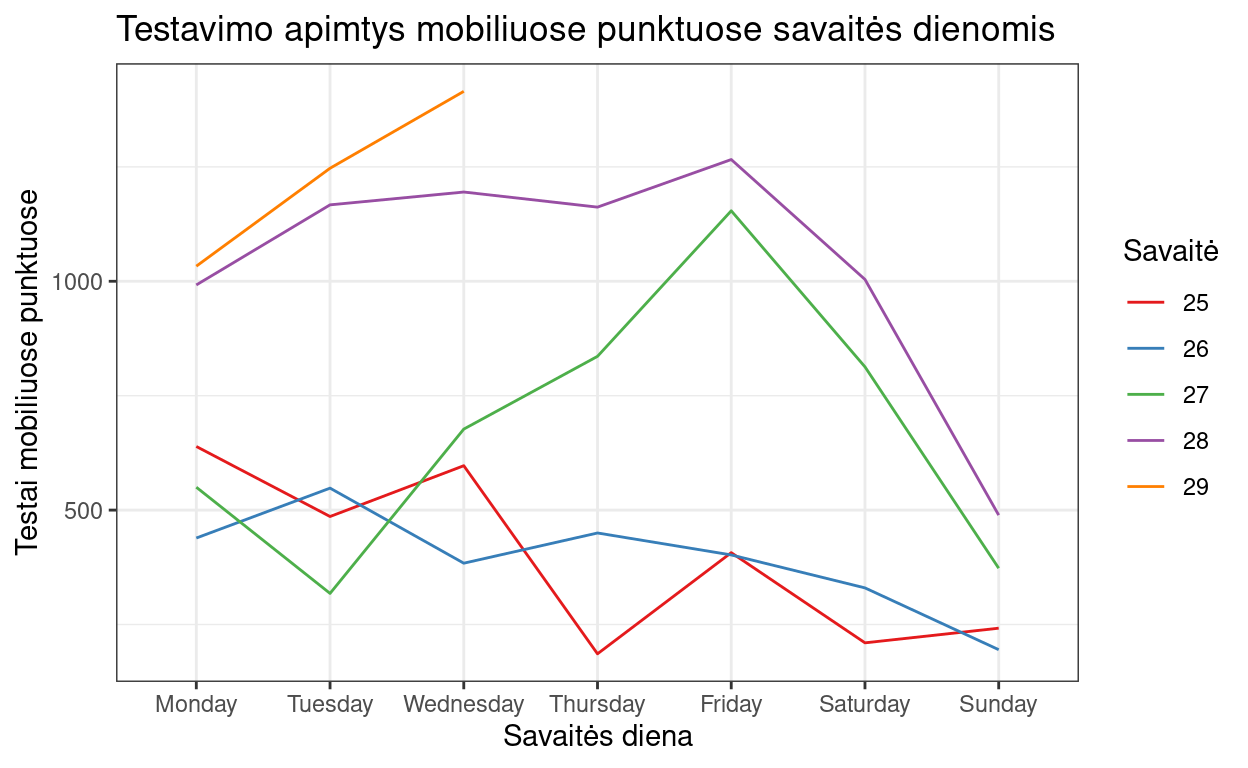 Testavimo apimtys mobiliuose punktuose savaitės dienomis
Testai mobiliuose punktuose
1000
500
Monday Tuesday Wednesday Thursday Friday Saturday Sunday
Savaitės diena
Savaitė
25
26
27
28
29